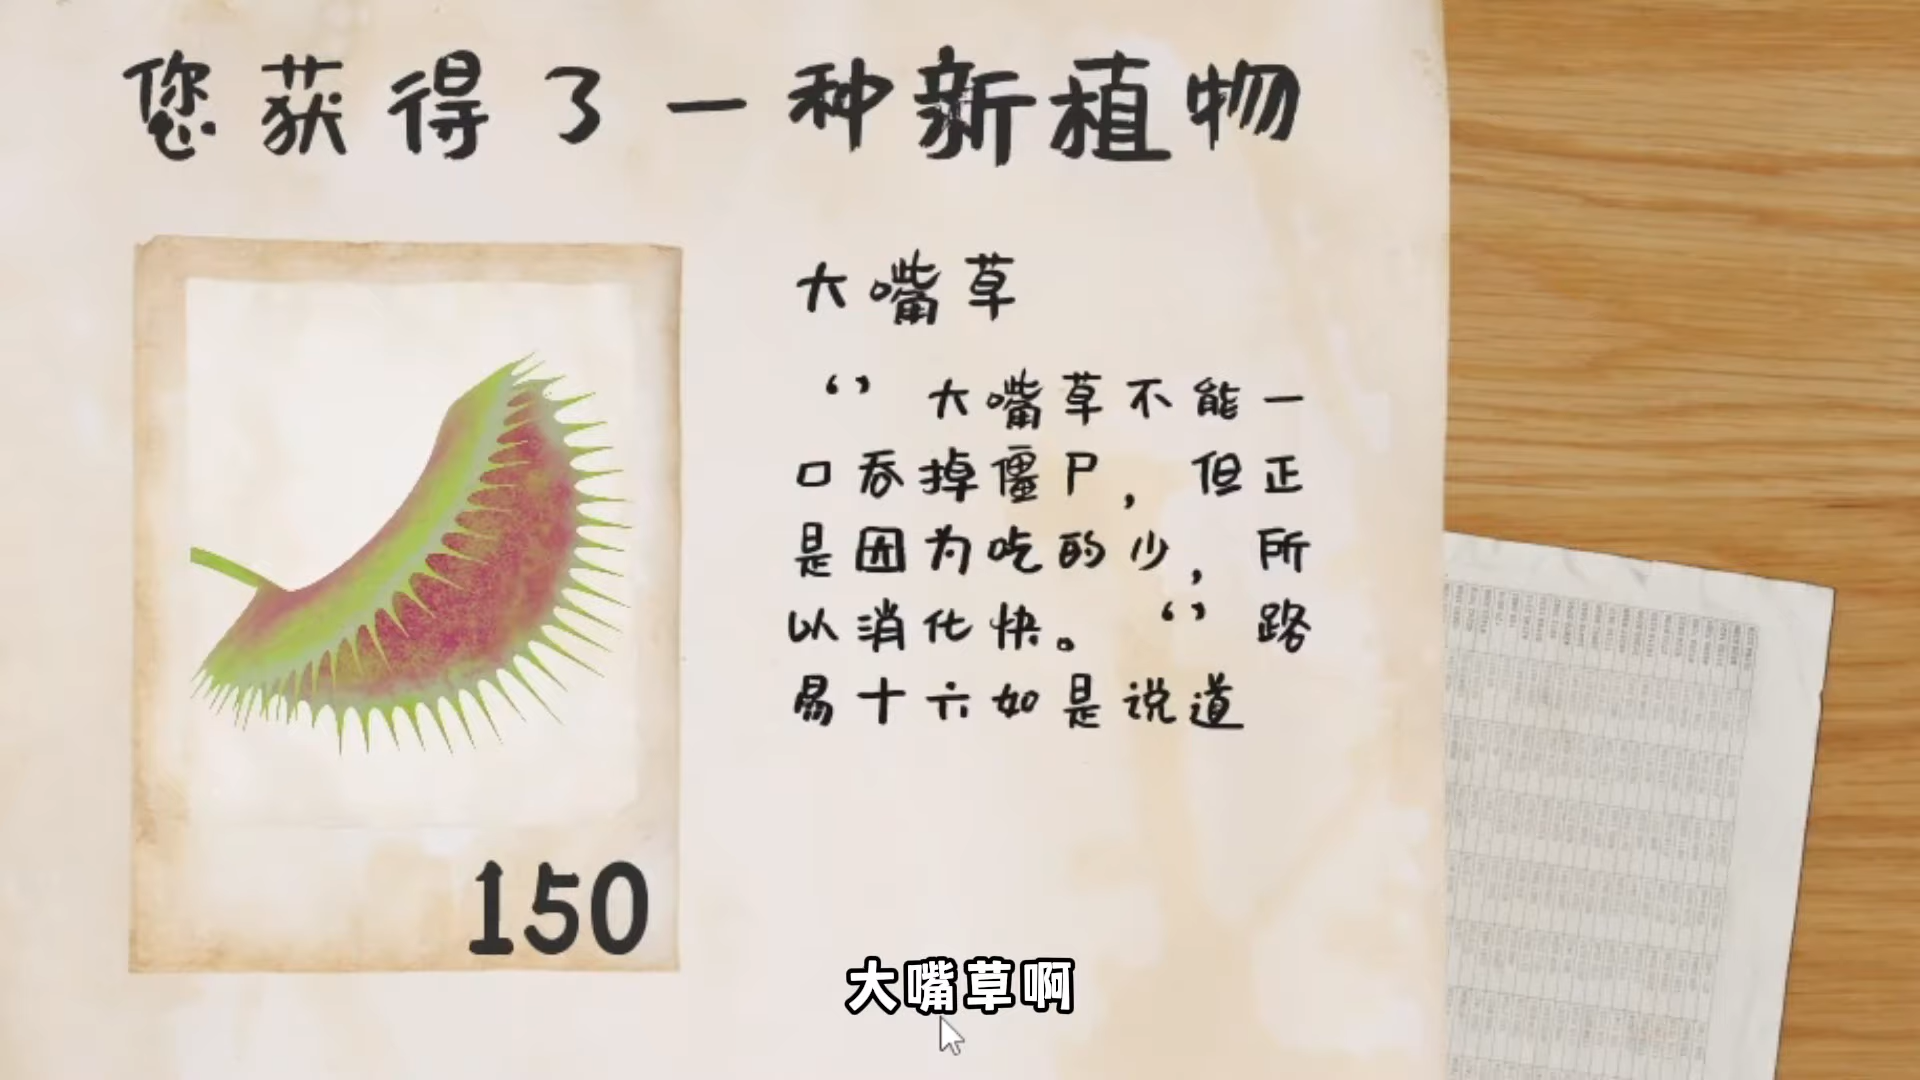 您获得了一种新植物
大嘴草
‘’大嘴草不能一
口吞掉僵尸，但正
是因为吃的少，所
以消化快。‘’路
易十六如是说道
150
大嘴草啊